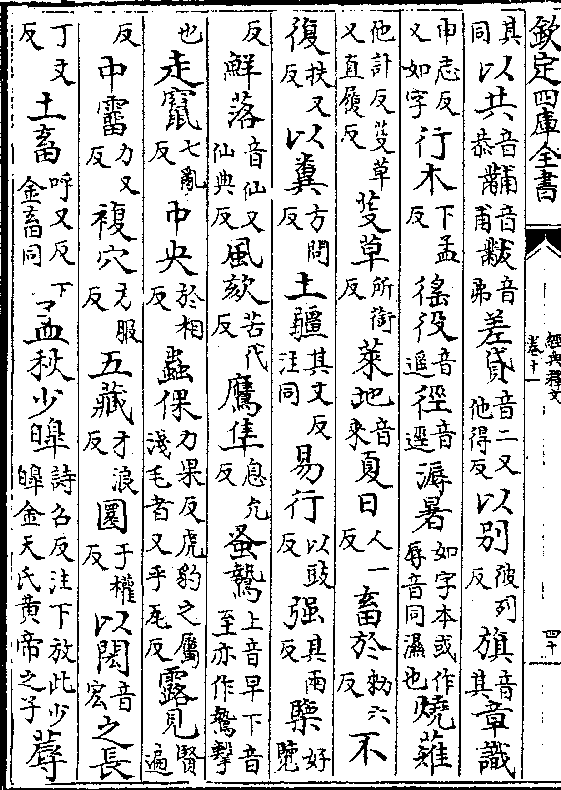 欽定四庫全書
經典釋文
卷十一
四十
其同以共音恭黼音甫黻音弗差貸音二又他得反以别彼列反旗音其章識
申志反又如字行木下孟反徭役音遥徑音逕溽暑如字本或作辱音同濕也燒薙
他計反芟草又直履反芟草所銜反萊地音來夏日人一反畜於勑六反不
復扶又反以糞方問反土疆其丈反注同易行以豉反强其兩槩好覽
反鮮落音仙又仙典反風欬苦代反鷹隼息允反蚤鷙上音早下音至亦作鷙擊
也走竄七亂反中央於相反蟲倮力果反虎豹之屬淺毛者又乎瓦反露見賢遍
反中霤力又反複穴方服反五藏才浪反圜于權反以閎音宏之長
丁丈反土畜呼又反下金畜同孟秋少皥詩召反注下放此少皥金天氏黄帝之子蓐